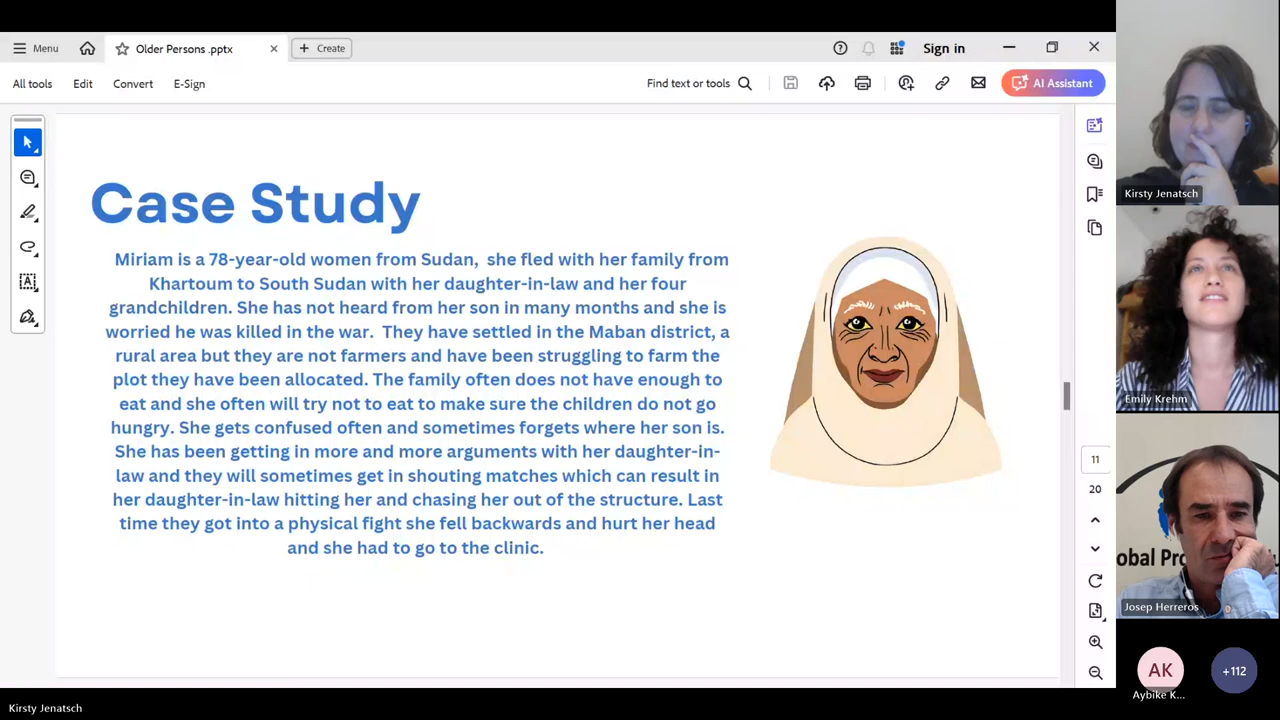 Menu
Older Persons .pptx
Create
Sign in
All tools
Edit
Convert
E-Sign
Find text or tools
AI Assistant
Case Study
Miriam is a 78-year-old women from Sudan, she fled with her family from
Khartoum to South Sudan with her daughter-in-law and her four
grandchildren. She has not heard from her son in many months and she is
worried he was killed in the war. They have settled in the Maban district, a
rural area but they are not farmers and have been struggling to farm the
plot they have been allocated. The family often does not have enough to
eat and she often will try not to eat to make sure the children do not go
hungry. She gets confused often and sometimes forgets where her son is.
She has been getting in more and more arguments with her daughter-in-
law and they will sometimes get in shouting matches which can result in
her daughter-in-law hitting her and chasing her out of the structure. Last
time they got into a physical fight she fell backwards and hurt her head
and she had to go to the clinic.
11
20
Kirsty Jenatsch
Emily Krehm
obal Pro
Josep Herreros
AK
Aybike K...
+112
Kirsty Jenatsch